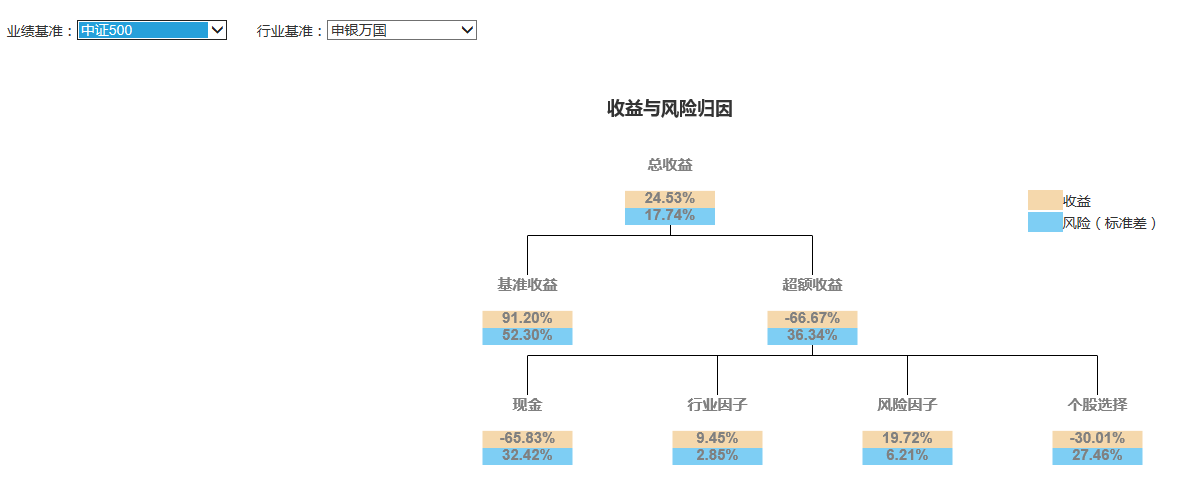 业绩基准：中证500 行业基准：申银万国
收益与风险归因
总收益
24.53%
17.74%
收益
风险（标准差）
基准收益 超额收益
91.20% -66.67%
52.30% 36.34%
现金 行业因子 风险因子 个股选择
-65.83% 9.45% 19.72% -30.01%
32.42% 2.85% 6.21% 27.46%